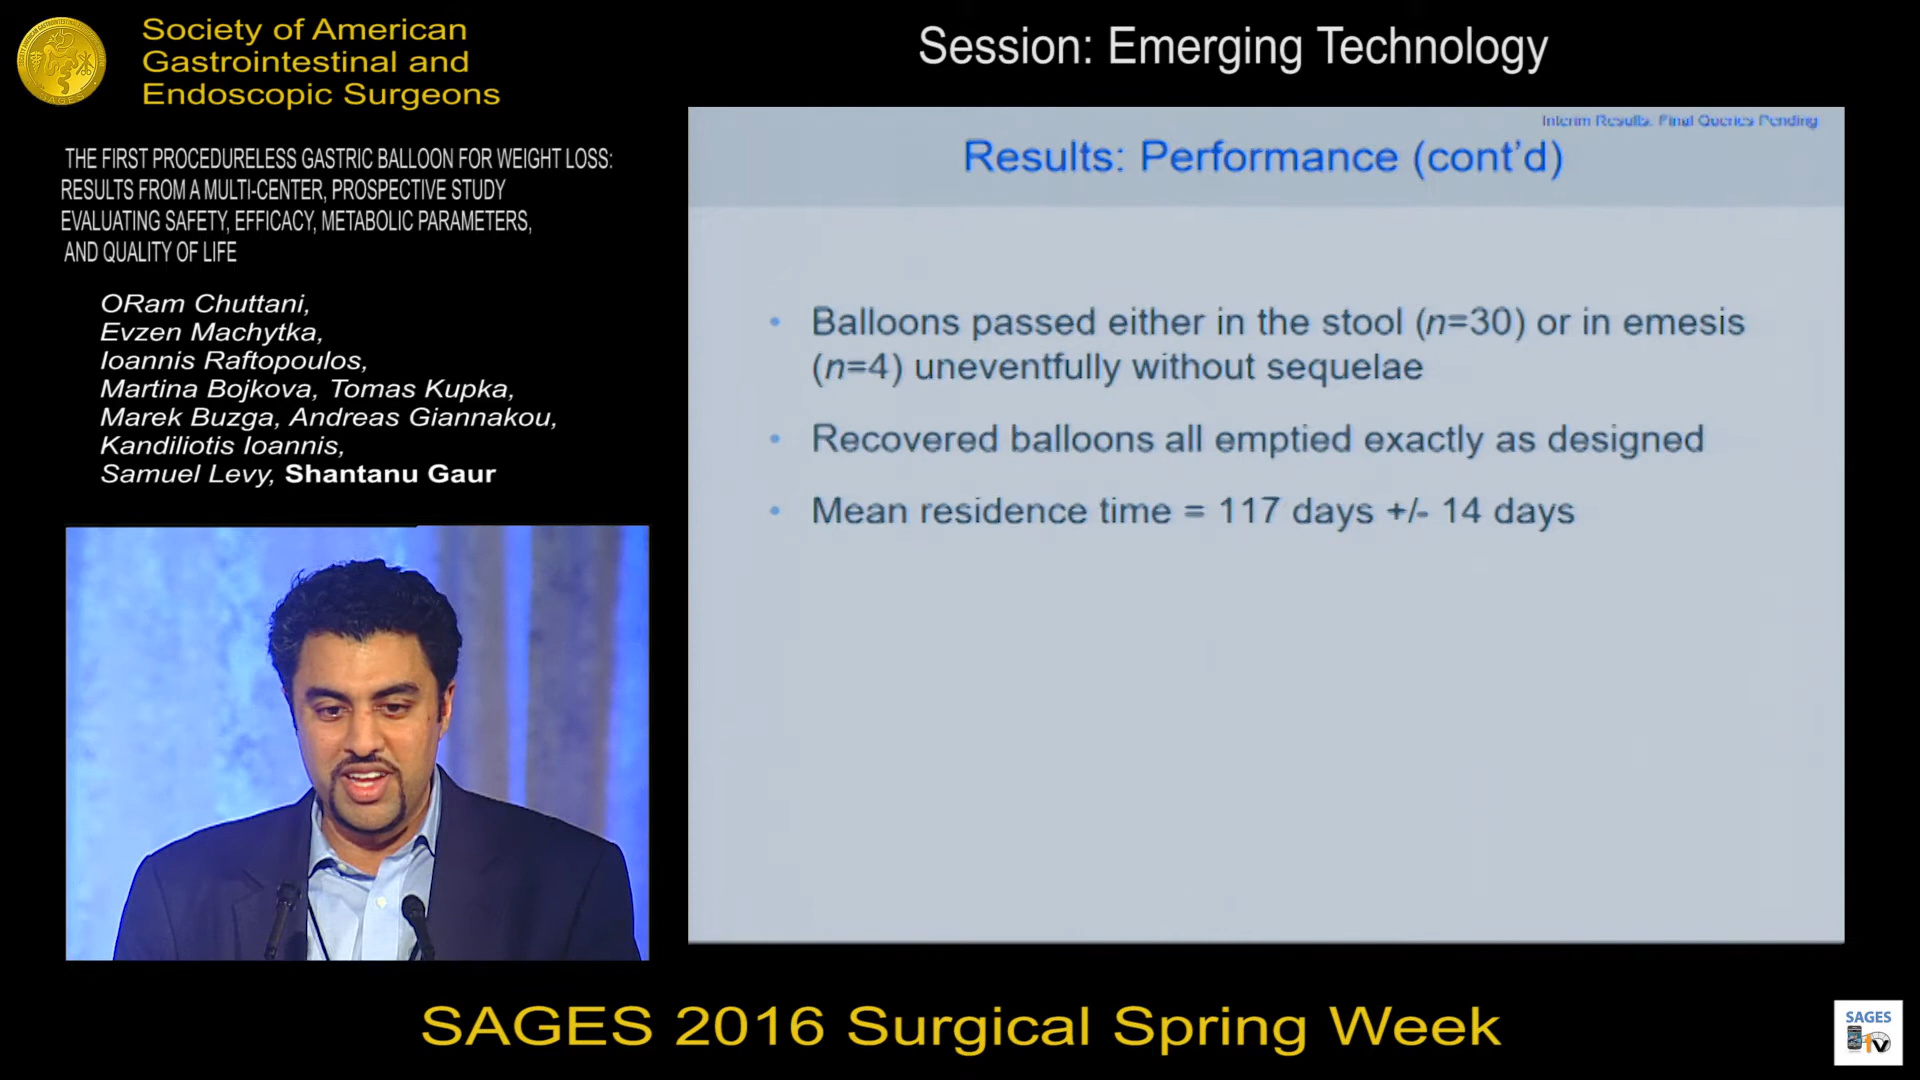 Society of American
Gastrointestinal and
Endoscopic Surgeons
Session: Emerging Technology
THE FIRST PROCEDURELESS GASTRIC BALLOON FOR WEIGHT LOSS:
RESULTS FROM A MULTI-CENTER, PROSPECTIVE STUDY
EVALUATING SAFETY, EFFICACY, METABOLIC PARAMETERS,
AND QUALITY OF LIFE
ORam Chuttani,
Evzen Machytka,
Ioannis Raftopoulos,
Martina Bojkova, Tomas Kupka,
Marek Buzga, Andreas Giannakou,
Kandiliotis Ioannis,
Samuel Levy, Shantanu Gaur
Interim Results. Final Queries Pending
Results: Performance (cont'd)
• Balloons passed either in the stool (n=30) or in emesis
(n=4) uneventfully without sequelae
• Recovered balloons all emptied exactly as designed
• Mean residence time = 117 days +/- 14 days
SAGES 2016 Surgical Spring Week
SAGES
TV